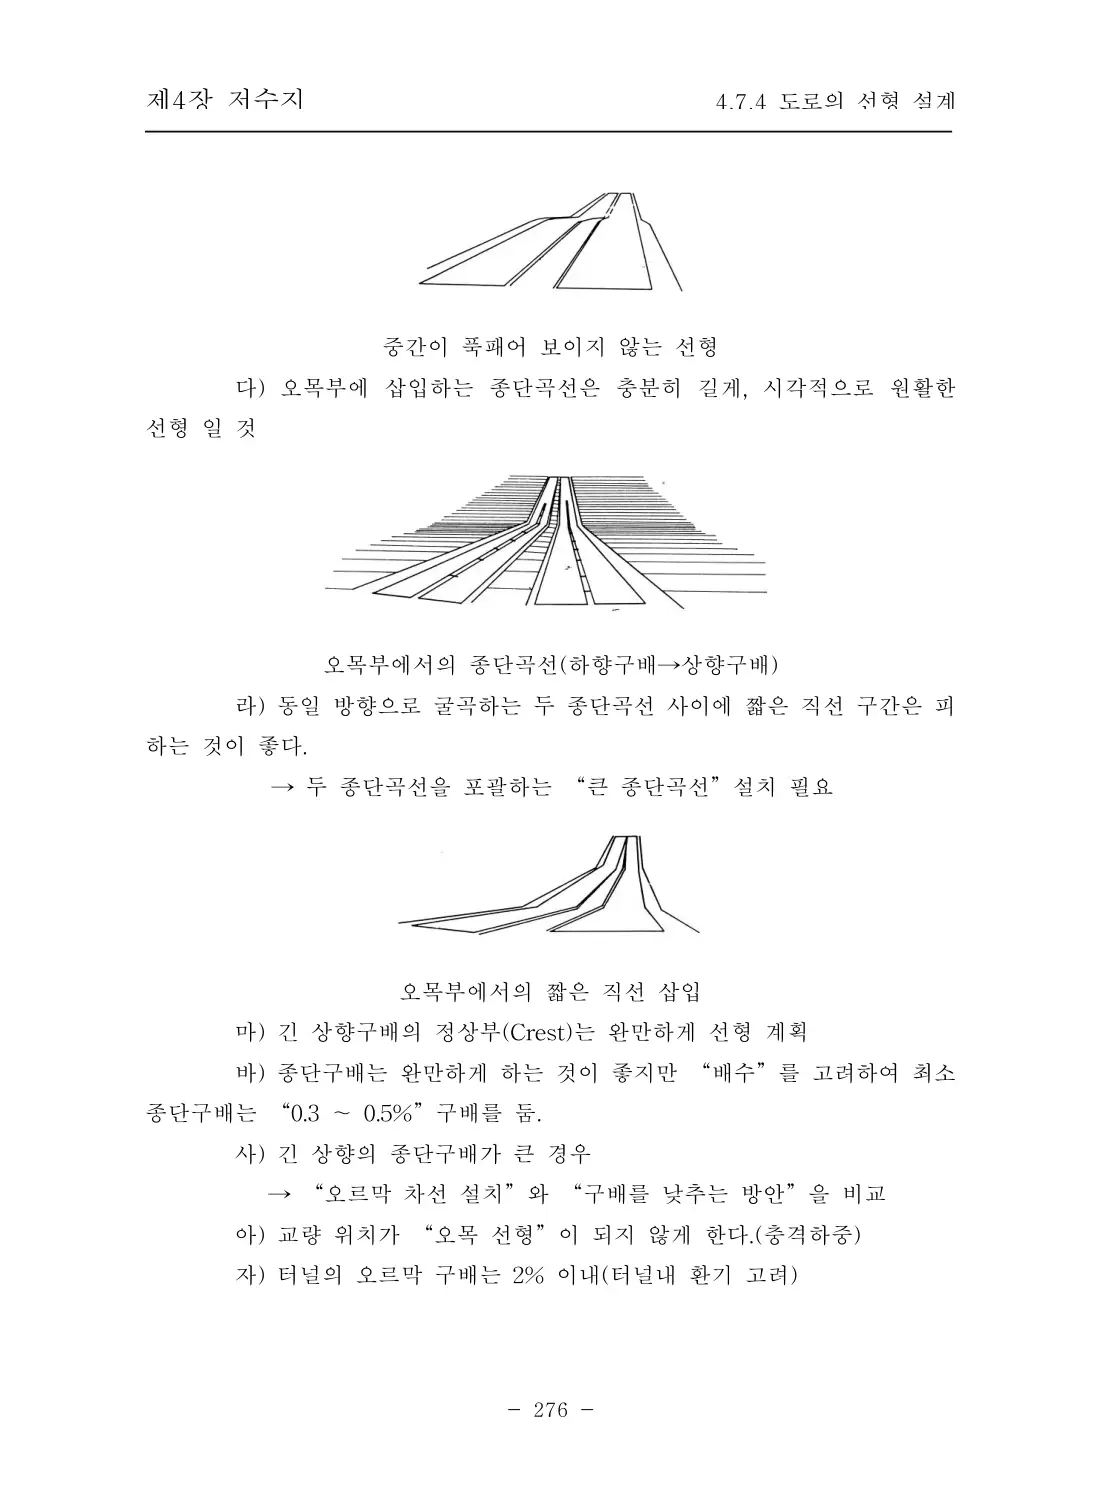 제4장 저수지
4.7.4 도로의 선형 설계
중간이 푹패어 보이지 않는 선형
다) 오목부에 삽입하는 종단곡선은 충분히 길게, 시각적으로 원활한
선형 일 것
오목부에서의 종단곡선(하향구배→상향구배)
라) 동일 방향으로 굴곡하는 두 종단곡선 사이에 짧은 직선 구간은 피
하는 것이 좋다.
→ 두 종단곡선을 포괄하는 “큰 종단곡선” 설치 필요
오목부에서의 짧은 직선 삽입
마) 긴 상향구배의 정상부(Crest)는 완만하게 선형 계획
바) 종단구배는 완만하게 하는 것이 좋지만 “배수”를 고려하여 최소
종단구배는 “0.3 ~ 0.5%” 구배를 둠.
사) 긴 상향의 종단구배가 큰 경우
→ “오르막 차선 설치”와 “구배를 낮추는 방안”을 비교
아) 교량 위치가 “오목 선형”이 되지 않게 한다.(충격하중)
자) 터널의 오르막 구배는 2% 이내(터널내 환기 고려)
- 276 -